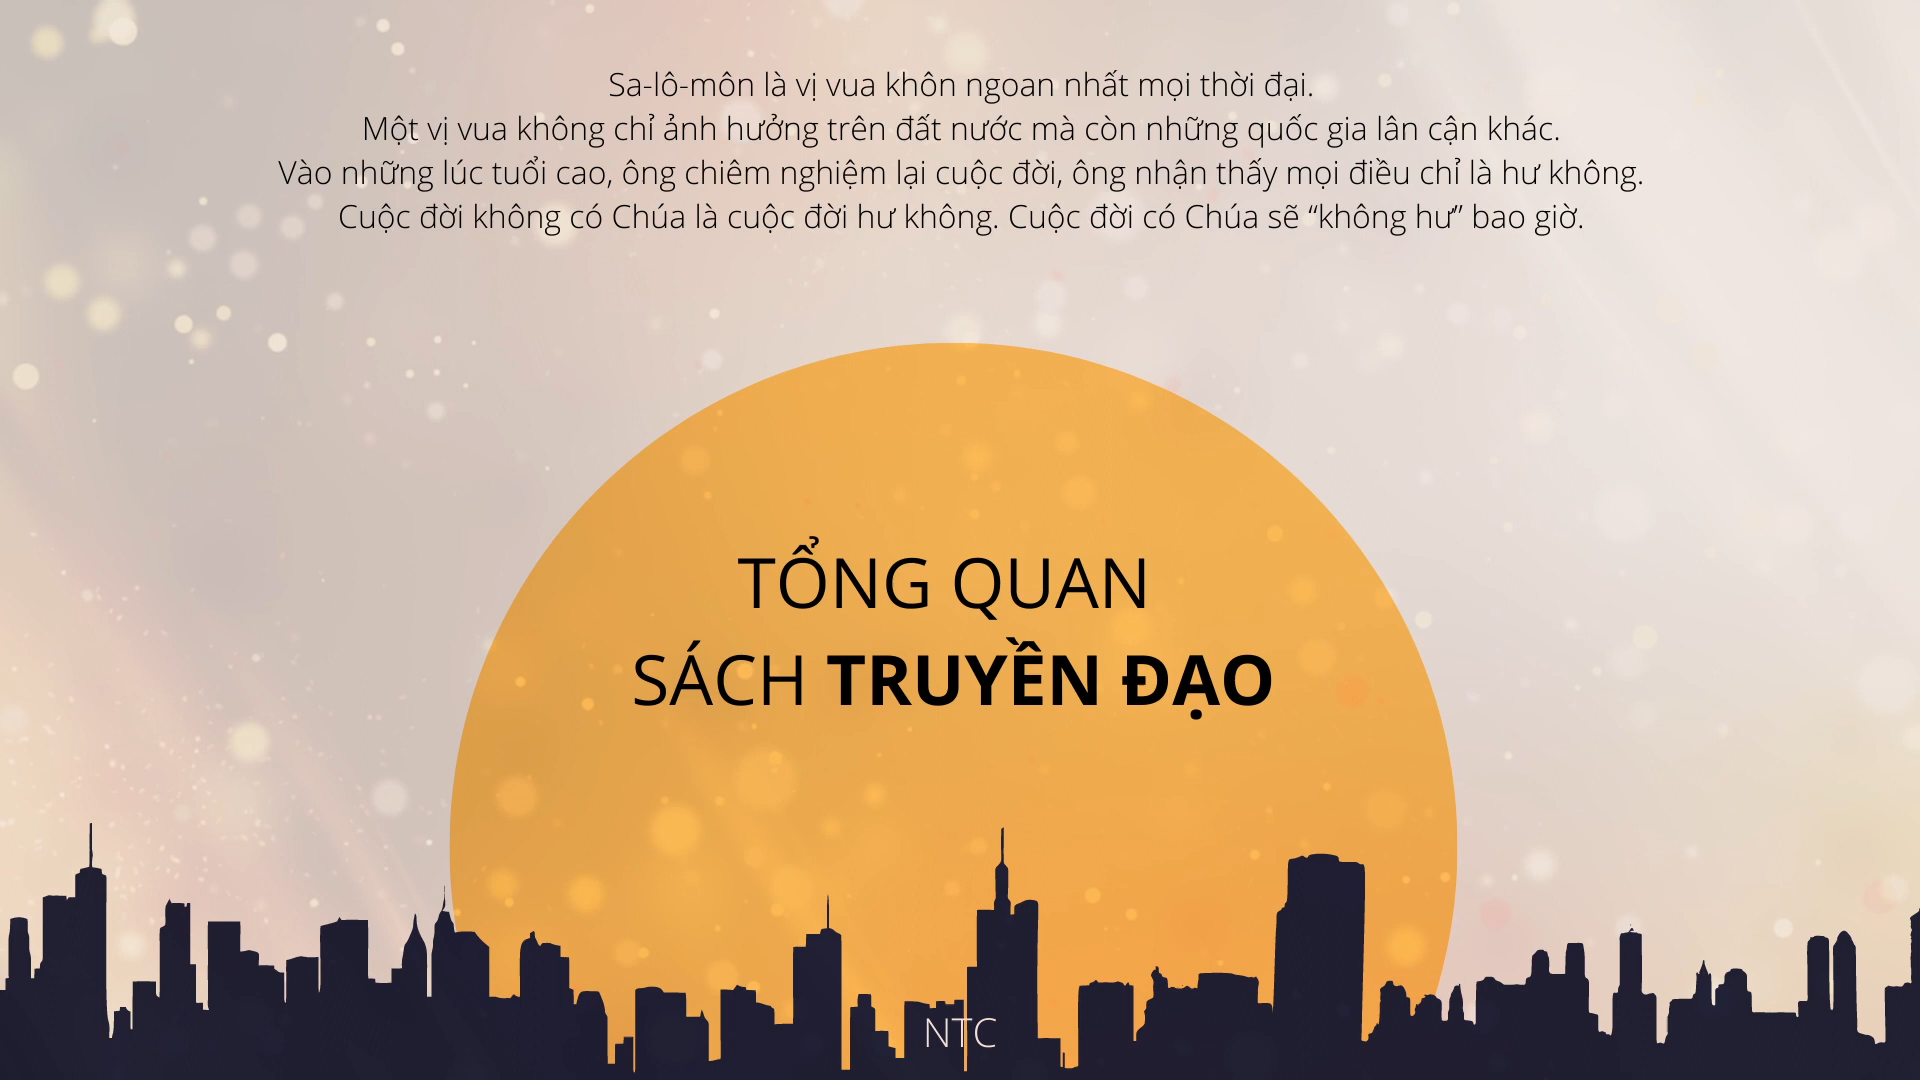 Sa-lô-môn là vị vua khôn ngoan nhất mọi thời đại.
Một vị vua không chỉ ảnh hưởng trên đất nước mà còn những quốc gia lân cận khác.
Vào những lúc tuổi cao, ông chiêm nghiệm lại cuộc đời, ông nhận thấy mọi điều chỉ là hư không.
Cuộc đời không có Chúa là cuộc đời hư không. Cuộc đời có Chúa sẽ “không hư” bao giờ.
TỔNG QUAN
SÁCH TRUYỀN ĐẠO
NTC